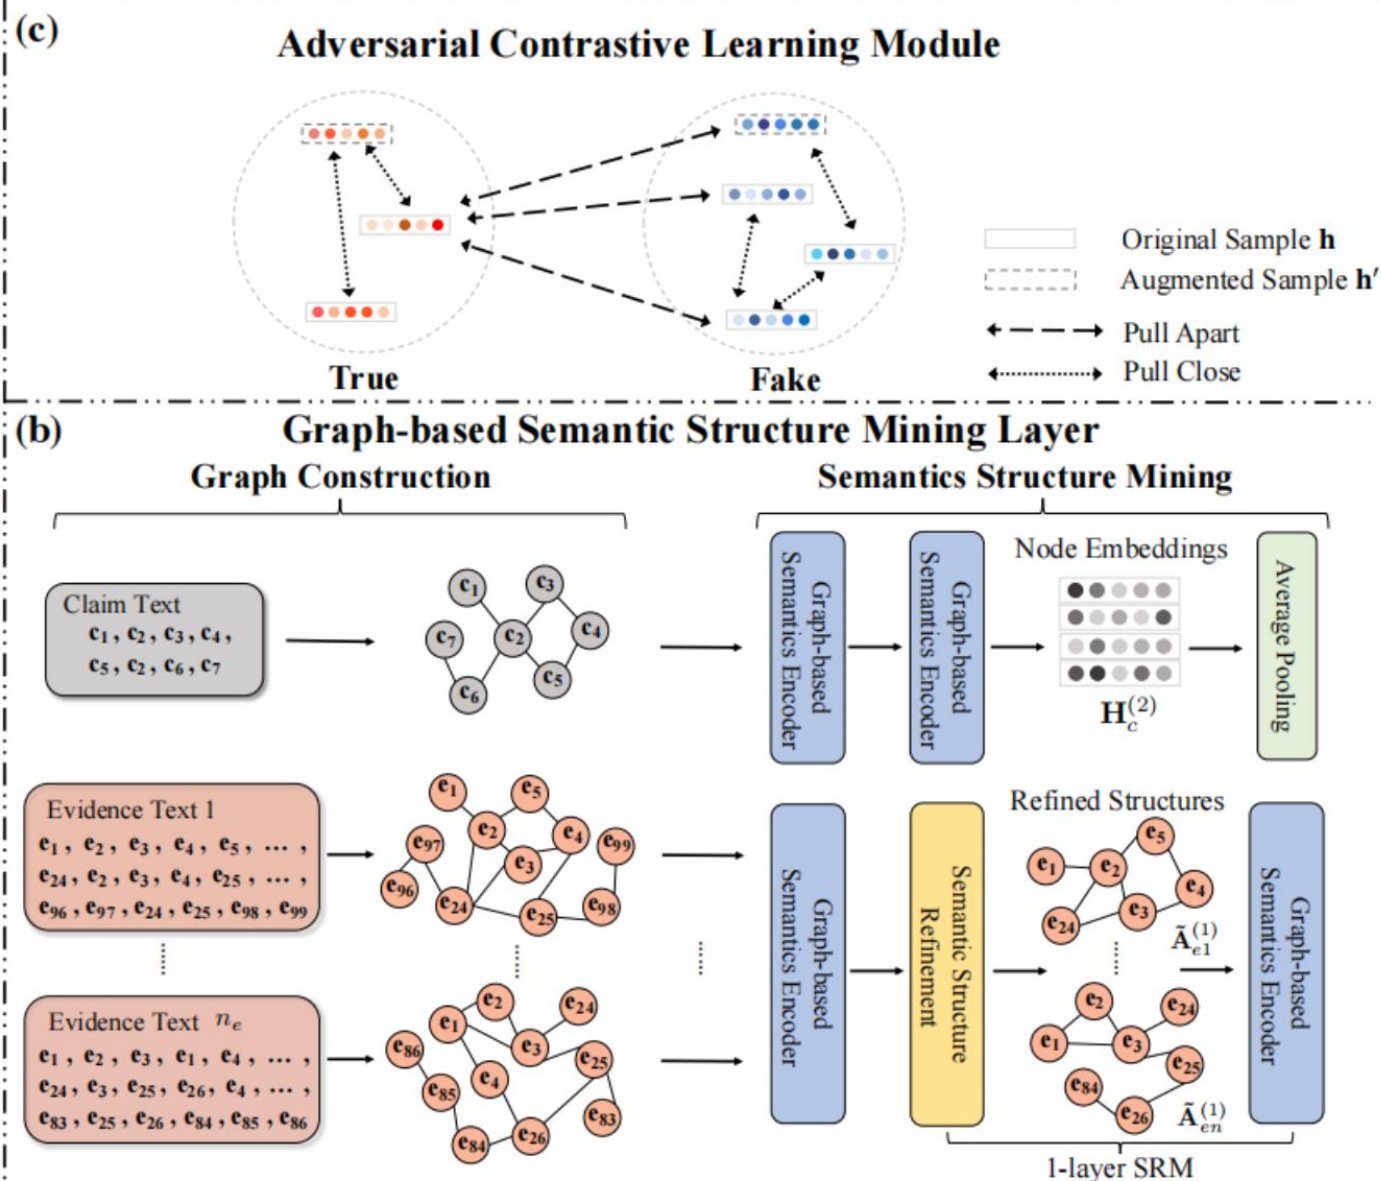 (c)
Adversarial Contrastive Learning Module
Original Sample h
Augmented Sample h′
Pull Apart
Pull Close
True
Fake
(b)
Graph-based Semantic Structure Mining Layer
Graph Construction
Semantics Structure Mining
Claim Text
c1 , c2 , c3 , c4 ,
c5 , c2 , c6 , c7
c1
c3
c7
c2
c4
c5
c6
Graph-based
Semantics Encoder
Graph-based
Semantics Encoder
Node Embeddings
H_c^(2)
Average Pooling
Evidence Text 1
e1 , e2 , e3 , e4 , e5 , ... ,
e24 , e2 , e3 , e4 , e25 , ... ,
e96 , e97 , e24 , e25 , e98 , e99
e1
e5
e97
e2
e4
e99
e3
e96
e24
e25
e98
Evidence Text n_e
e1 , e2 , e3 , e1 , e4 , ... ,
e24 , e3 , e25 , e26 , e4 , ... ,
e83 , e25 , e26 , e84 , e85 , e86
e2
e24
e1
e86
e3
e25
e4
e85
e83
e84
e26
Graph-based
Semantics Encoder
Semantic Structure
Refinement
Refined Structures
e5
e1
e2
e4
e24
e3
Ã_e1^(1)
e2
e24
e1
e3
e25
e84
e26
Ã_en^(1)
Graph-based
Semantics Encoder
1-layer SRM